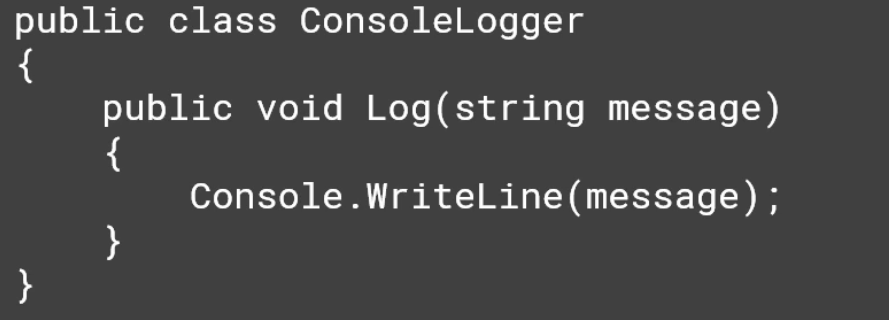 public class ConsoleLogger
{
    public void Log(string message)
    {
        Console.WriteLine(message);
    }
}